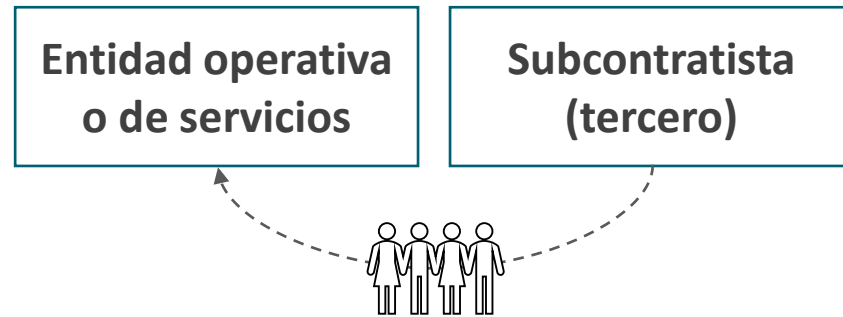 Entidad operativa
o de servicios
Subcontratista
(tercero)